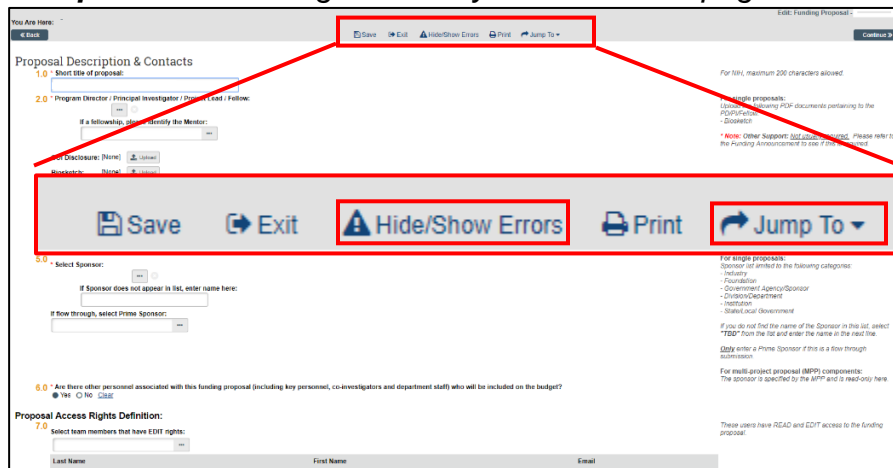 Edit: Funding Proposal -
You Are Here:
« Back
Save Exit Hide/Show Errors Print Jump To
Continue »
Proposal Description & Contacts
1.0 * Short title of proposal:
For NIH, maximum 200 characters allowed.
2.0 * Program Director / Principal Investigator / Project Lead / Fellow:
...
If a fellowship, please identify the Mentor:
...
For single proposals:
Upload the following PDF documents pertaining to the
PD/PI/Fellow:
- Biosketch
* Note: Other Support: Not usually required. Please refer to
the Funding Announcement to see if this is required.
COI Disclosure: [None] Upload
Biosketch: [None] Upload
Save Exit Hide/Show Errors Print Jump To
5.0 * Select Sponsor:
...
If Sponsor does not appear in list, enter name here:
If flow through, select Prime Sponsor:
...
For single proposals:
Sponsor list limited to the following categories:
- Industry
- Foundation
- Government Agency/Sponsor
- Division/Department
- Institution
- State/Local Government
If you do not find the name of the Sponsor in this list, select
"TBD" from the list and enter the name in the next line.
Only enter a Prime Sponsor if this is a flow through
submission.
For multi-project proposal (MPP) components:
The sponsor is specified by the MPP and is read-only here.
6.0 * Are there other personnel associated with this funding proposal (including key personnel, co-investigators and department staff) who will be included on the budget?
Yes No Clear
Proposal Access Rights Definition:
7.0 Select team members that have EDIT rights:
...
These users have READ and EDIT access to the funding
proposal.
Last Name First Name Email